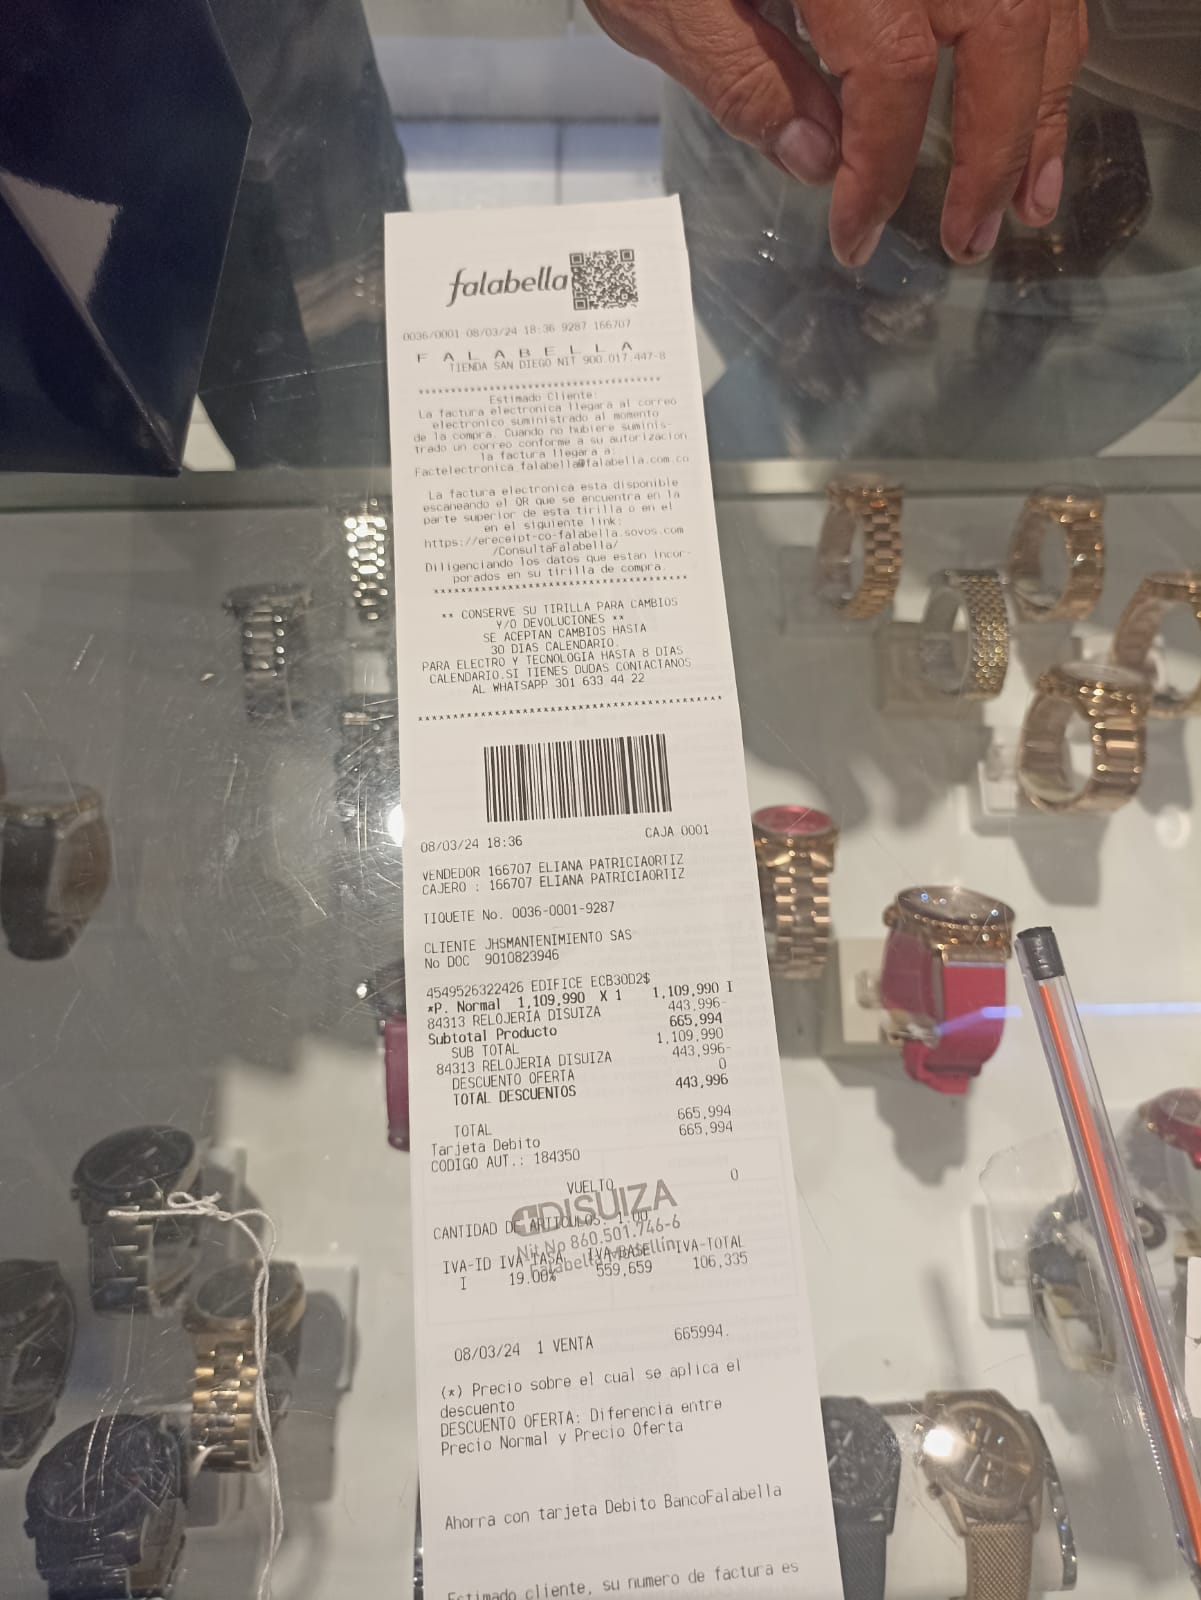 falabella
0036/0001 08/03/24 18:36 9287 166707
F A L A B E L L A
TIENDA SAN DIEGO NIT 900.017.447-8
***************************************
Estimado Cliente:
La factura electronica llegara al correo
electronico suministrado al momento
de la compra. Cuando no hubiere suminis-
trado un correo conforme a su autorizacion
la factura llegara a:
Factelectronica.falabella@falabella.com.co
La factura electronica esta disponible
escaneando el QR que se encuentra en la
parte superior de esta tirilla o en el
en el siguiente link:
https://ereceipt-co-falabella.sovos.com
/ConsultaFalabella/
Diligenciando los datos que estan incor-
porados en su tirilla de compra.
****************************************
** CONSERVE SU TIRILLA PARA CAMBIOS
Y/O DEVOLUCIONES **
SE ACEPTAN CAMBIOS HASTA
30 DIAS CALENDARIO.
PARA ELECTRO Y TECNOLOGIA HASTA 8 DIAS
CALENDARIO.SI TIENES DUDAS CONTACTANOS
AL WHATSAPP 301 633 44 22
****************************************
08/03/24 18:36 CAJA 0001
VENDEDOR 166707 ELIANA PATRICIAORTIZ
CAJERO : 166707 ELIANA PATRICIAORTIZ
TIQUETE No. 0036-0001-9287
CLIENTE JHSMANTENIMIENTO SAS
No DOC 9010823946
4549526322426 EDIFICE ECB30D2$
*P. Normal 1,109,990 X 1 1,109,990 I
84313 RELOJERIA DISUIZA 443,996-
Subtotal Producto 665,994
SUB TOTAL 1,109,990
84313 RELOJERIA DISUIZA 443,996-
DESCUENTO OFERTA 0
TOTAL DESCUENTOS 443,996
TOTAL 665,994
Tarjeta Debito 665,994
CODIGO AUT.: 184350
VUELTO 0
DISUIZA
CANTIDAD DE ARTICULOS: 1.00
Nit No 860.501.746-6
Falabella Medellín
IVA-ID IVA TASA IVA-BASE IVA-TOTAL
I 19.00% 559,659 106,335
08/03/24 1 VENTA 665994.
(*) Precio sobre el cual se aplica el
descuento
DESCUENTO OFERTA: Diferencia entre
Precio Normal y Precio Oferta
Ahorra con tarjeta Debito BancoFalabella
Estimado cliente, su numero de factura es